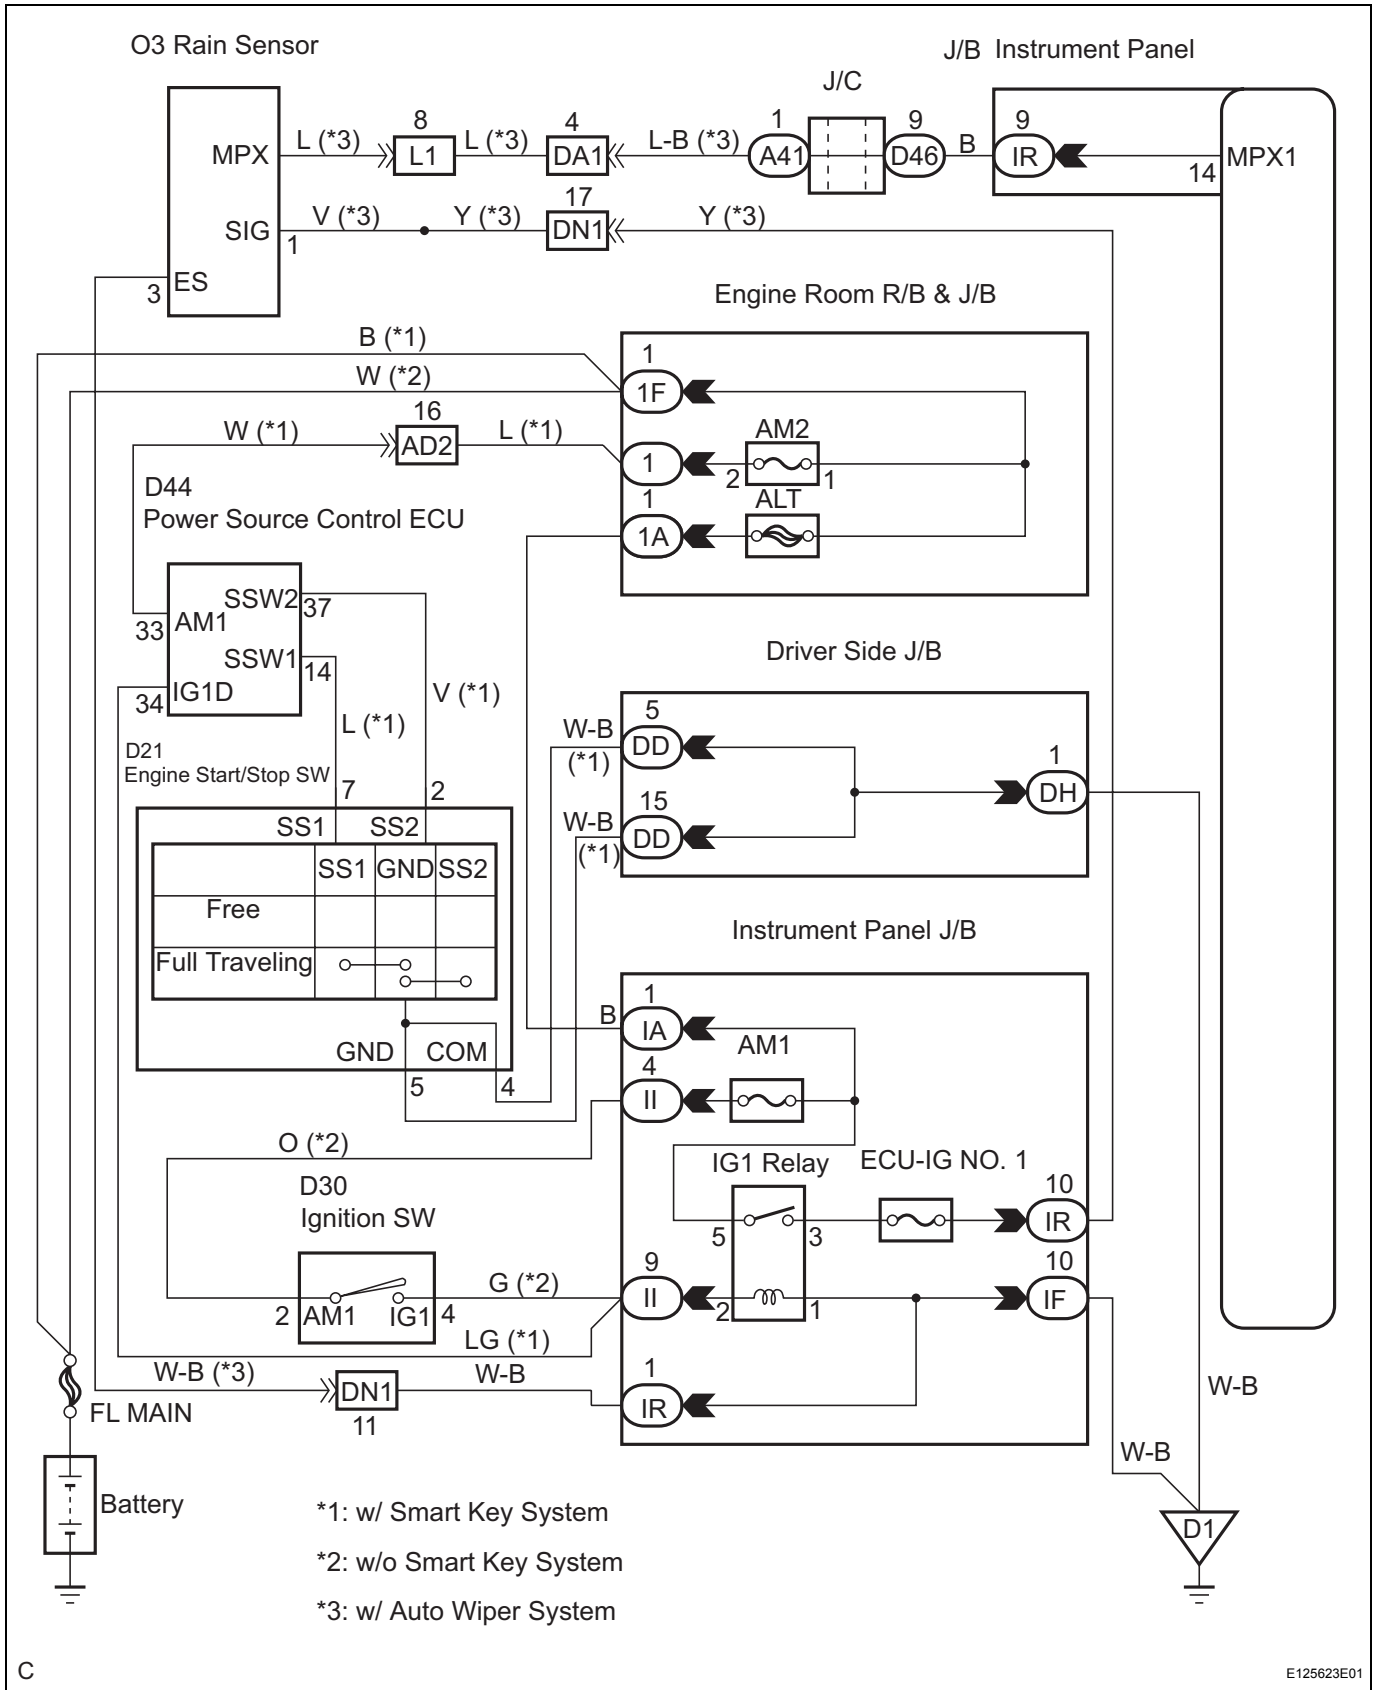 O3 Rain Sensor
J/B Instrument Panel
J/C
MPX
L (*3)
8
L1
L (*3)
4
DA1
L-B (*3)
1
A41
9
D46
B
9
IR
14
MPX1
SIG
1
V (*3)
Y (*3)
17
DN1
Y (*3)
3
ES
Engine Room R/B & J/B
B (*1)
W (*2)
1
1F
W (*1)
16
AD2
L (*1)
1
2
AM2
1
D44
Power Source Control ECU
1
1A
ALT
33
AM1
SSW2
37
SSW1
14
34
IG1D
L (*1)
V (*1)
Driver Side J/B
W-B
(*1)
5
DD
1
DH
W-B
(*1)
15
DD
D21
Engine Start/Stop SW
7
2
SS1
SS2
SS1
GND
SS2
Free
Full Traveling
GND
COM
5
4
Instrument Panel J/B
B
1
IA
AM1
4
II
O (*2)
IG1 Relay
ECU-IG NO. 1
5
3
10
IR
D30
Ignition SW
2
AM1
IG1
4
G (*2)
9
II
2
1
10
IF
LG (*1)
W-B (*3)
DN1
11
W-B
1
IR
FL MAIN
W-B
W-B
Battery
D1
*1: w/ Smart Key System
*2: w/o Smart Key System
*3: w/ Auto Wiper System
C
E125623E01